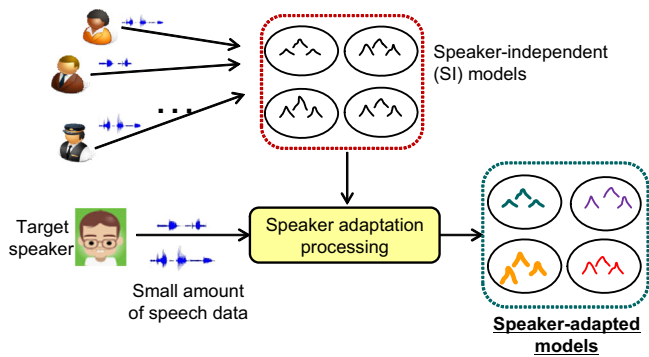 Speaker-independent
(SI) models
. . .
Target
speaker
Speaker adaptation
processing
Small amount
of speech data
Speaker-adapted
models